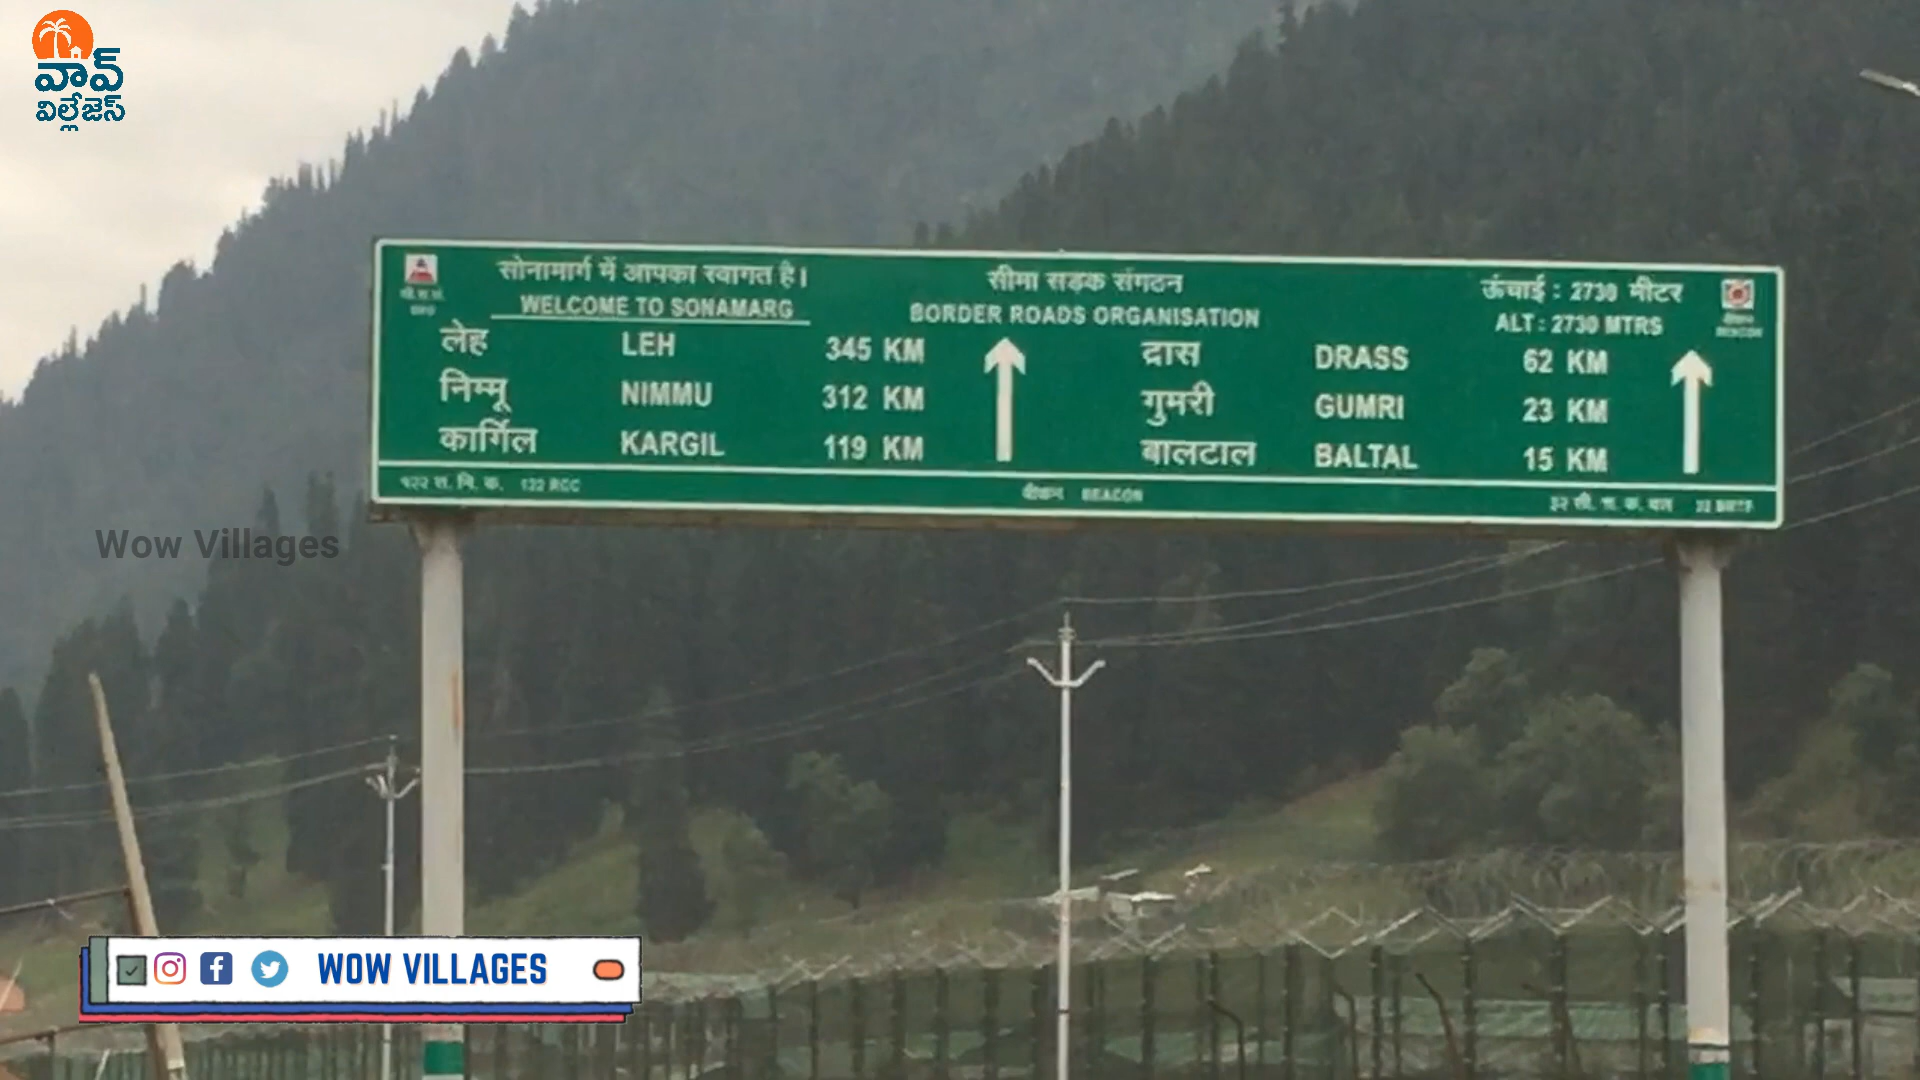 వావ్
విల్లేజెస్
सोनामार्ग में आपका स्वागत है।
WELCOME TO SONAMARG
सीमा सड़क संगठन
BORDER ROADS ORGANISATION
ऊंचाई : 2730 मीटर
ALT : 2730 MTRS
BEACON
लेह LEH 345 KM
निम्मू NIMMU 312 KM
कार्गिल KARGIL 119 KM
द्रास DRASS 62 KM
गुमरी GUMRI 23 KM
बालटाल BALTAL 15 KM
122 RCC
BEACON
Wow Villages
WOW VILLAGES